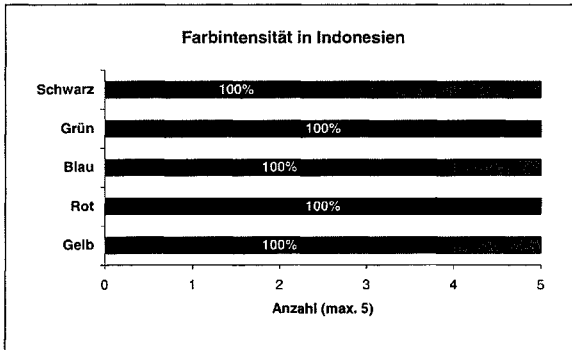 Farbintensität in Indonesien
Schwarz
100%
Grün
100%
Blau
100%
Rot
100%
Gelb
100%
0 1 2 3 4 5
Anzahl (max. 5)